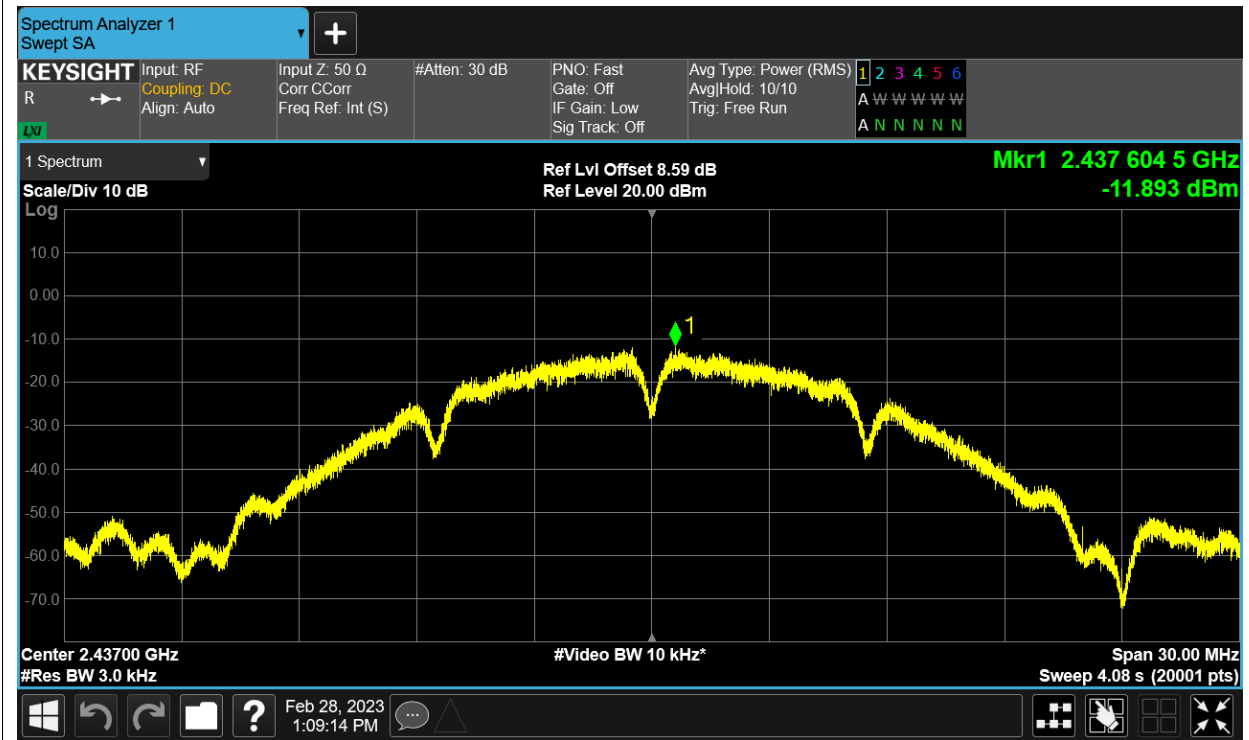 Spectrum Analyzer 1
Swept SA
KEYSIGHT
R
LXI
Input: RF
Coupling: DC
Align: Auto
Input Z: 50 Ω
Corr CCorr
Freq Ref: Int (S)
#Atten: 30 dB
PNO: Fast
Gate: Off
IF Gain: Low
Sig Track: Off
Avg Type: Power (RMS)
Avg|Hold: 10/10
Trig: Free Run
1 2 3 4 5 6
A W W W W W
A N N N N N
1 Spectrum
Scale/Div 10 dB
Log
Ref Lvl Offset 8.59 dB
Ref Level 20.00 dBm
Mkr1 2.437 604 5 GHz
-11.893 dBm
10.0
0.00
-10.0
-20.0
-30.0
-40.0
-50.0
-60.0
-70.0
1
Center 2.43700 GHz
#Res BW 3.0 kHz
#Video BW 10 kHz*
Span 30.00 MHz
Sweep 4.08 s (20001 pts)
?
Feb 28, 2023
1:09:14 PM